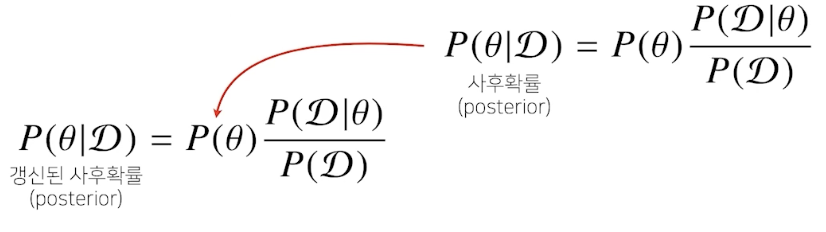 P(θ|𝒟) = P(θ) P(𝒟|θ) / P(𝒟)
사후확률
(posterior)
P(θ|𝒟) = P(θ) P(𝒟|θ) / P(𝒟)
갱신된 사후확률
(posterior)